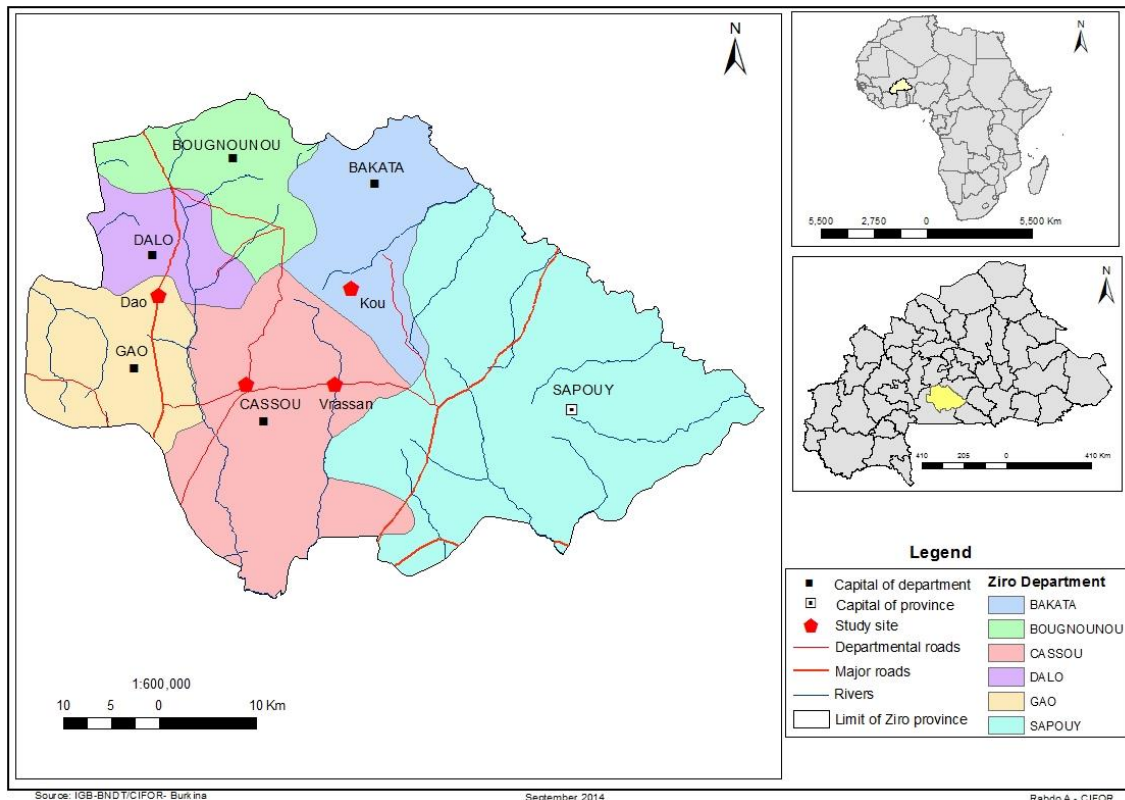 N
BOUGNOUNOU
BAKATA
DALO
Dao
Kou
GAO
SAPOUY
CASSOU
Vrassan
1:600,000
10 5 0 10 Km
N
5,500 2,750 0 5,500 Km
N
410 205 0 410 Km
Legend
Capital of department
Capital of province
Study site
Departmental roads
Major roads
Rivers
Limit of Ziro province
Ziro Department
BAKATA
BOUGNOUNOU
CASSOU
DALO
GAO
SAPOUY
Source: IGB-BNDT/CIFOR- Burkina
September 2014
Rabdo A - CIFOR